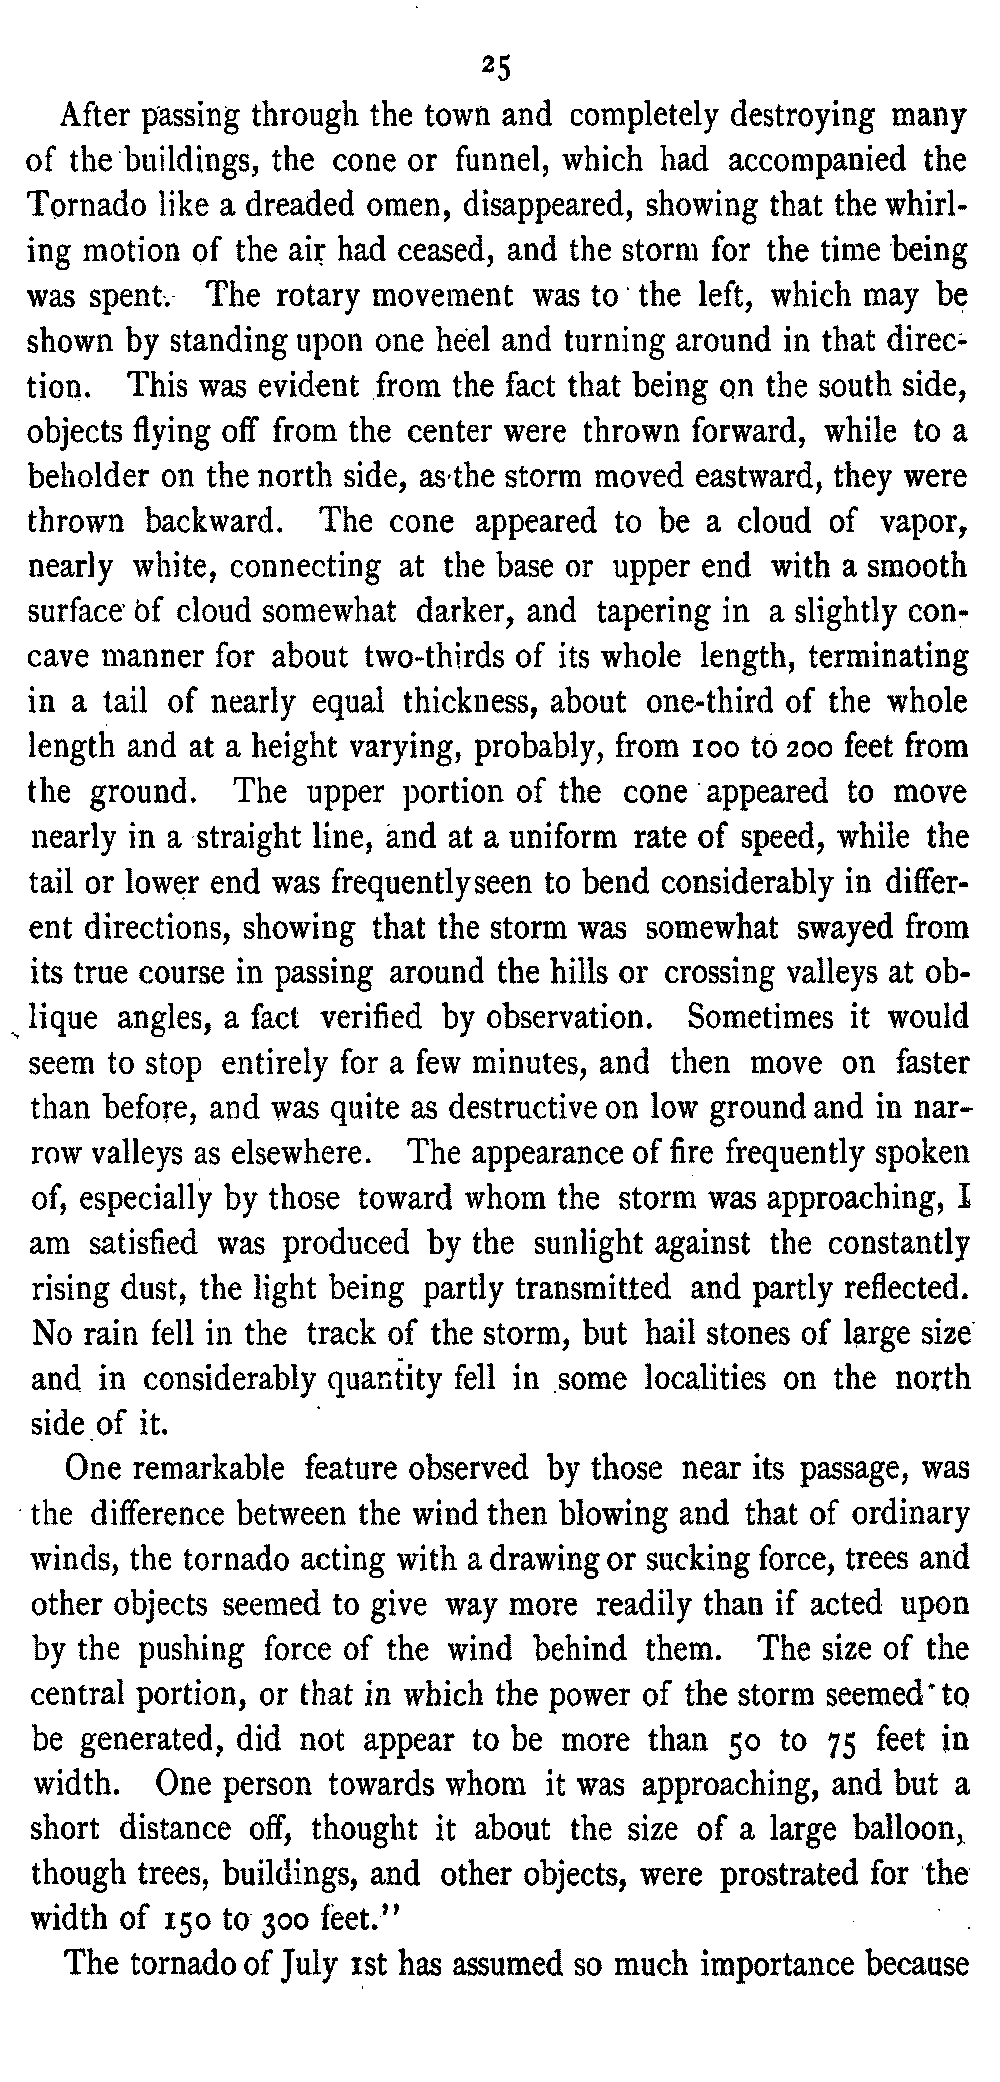 25
After passing through the town and completely destroying many
of the buildings, the cone or funnel, which had accompanied the
Tornado like a dreaded omen, disappeared, showing that the whirl-
ing motion of the air had ceased, and the storm for the time being
was spent. The rotary movement was to the left, which may be
shown by standing upon one heel and turning around in that direc-
tion. This was evident from the fact that being on the south side,
objects flying off from the center were thrown forward, while to a
beholder on the north side, as the storm moved eastward, they were
thrown backward. The cone appeared to be a cloud of vapor,
nearly white, connecting at the base or upper end with a smooth
surface of cloud somewhat darker, and tapering in a slightly con-
cave manner for about two-thirds of its whole length, terminating
in a tail of nearly equal thickness, about one-third of the whole
length and at a height varying, probably, from 100 to 200 feet from
the ground. The upper portion of the cone appeared to move
nearly in a straight line, and at a uniform rate of speed, while the
tail or lower end was frequently seen to bend considerably in differ-
ent directions, showing that the storm was somewhat swayed from
its true course in passing around the hills or crossing valleys at ob-
lique angles, a fact verified by observation. Sometimes it would
seem to stop entirely for a few minutes, and then move on faster
than before, and was quite as destructive on low ground and in nar-
row valleys as elsewhere. The appearance of fire frequently spoken
of, especially by those toward whom the storm was approaching, I
am satisfied was produced by the sunlight against the constantly
rising dust, the light being partly transmitted and partly reflected.
No rain fell in the track of the storm, but hail stones of large size
and in considerably quantity fell in some localities on the north
side of it.
One remarkable feature observed by those near its passage, was
the difference between the wind then blowing and that of ordinary
winds, the tornado acting with a drawing or sucking force, trees and
other objects seemed to give way more readily than if acted upon
by the pushing force of the wind behind them. The size of the
central portion, or that in which the power of the storm seemed to
be generated, did not appear to be more than 50 to 75 feet in
width. One person towards whom it was approaching, and but a
short distance off, thought it about the size of a large balloon,
though trees, buildings, and other objects, were prostrated for the
width of 150 to 300 feet."
The tornado of July 1st has assumed so much importance because